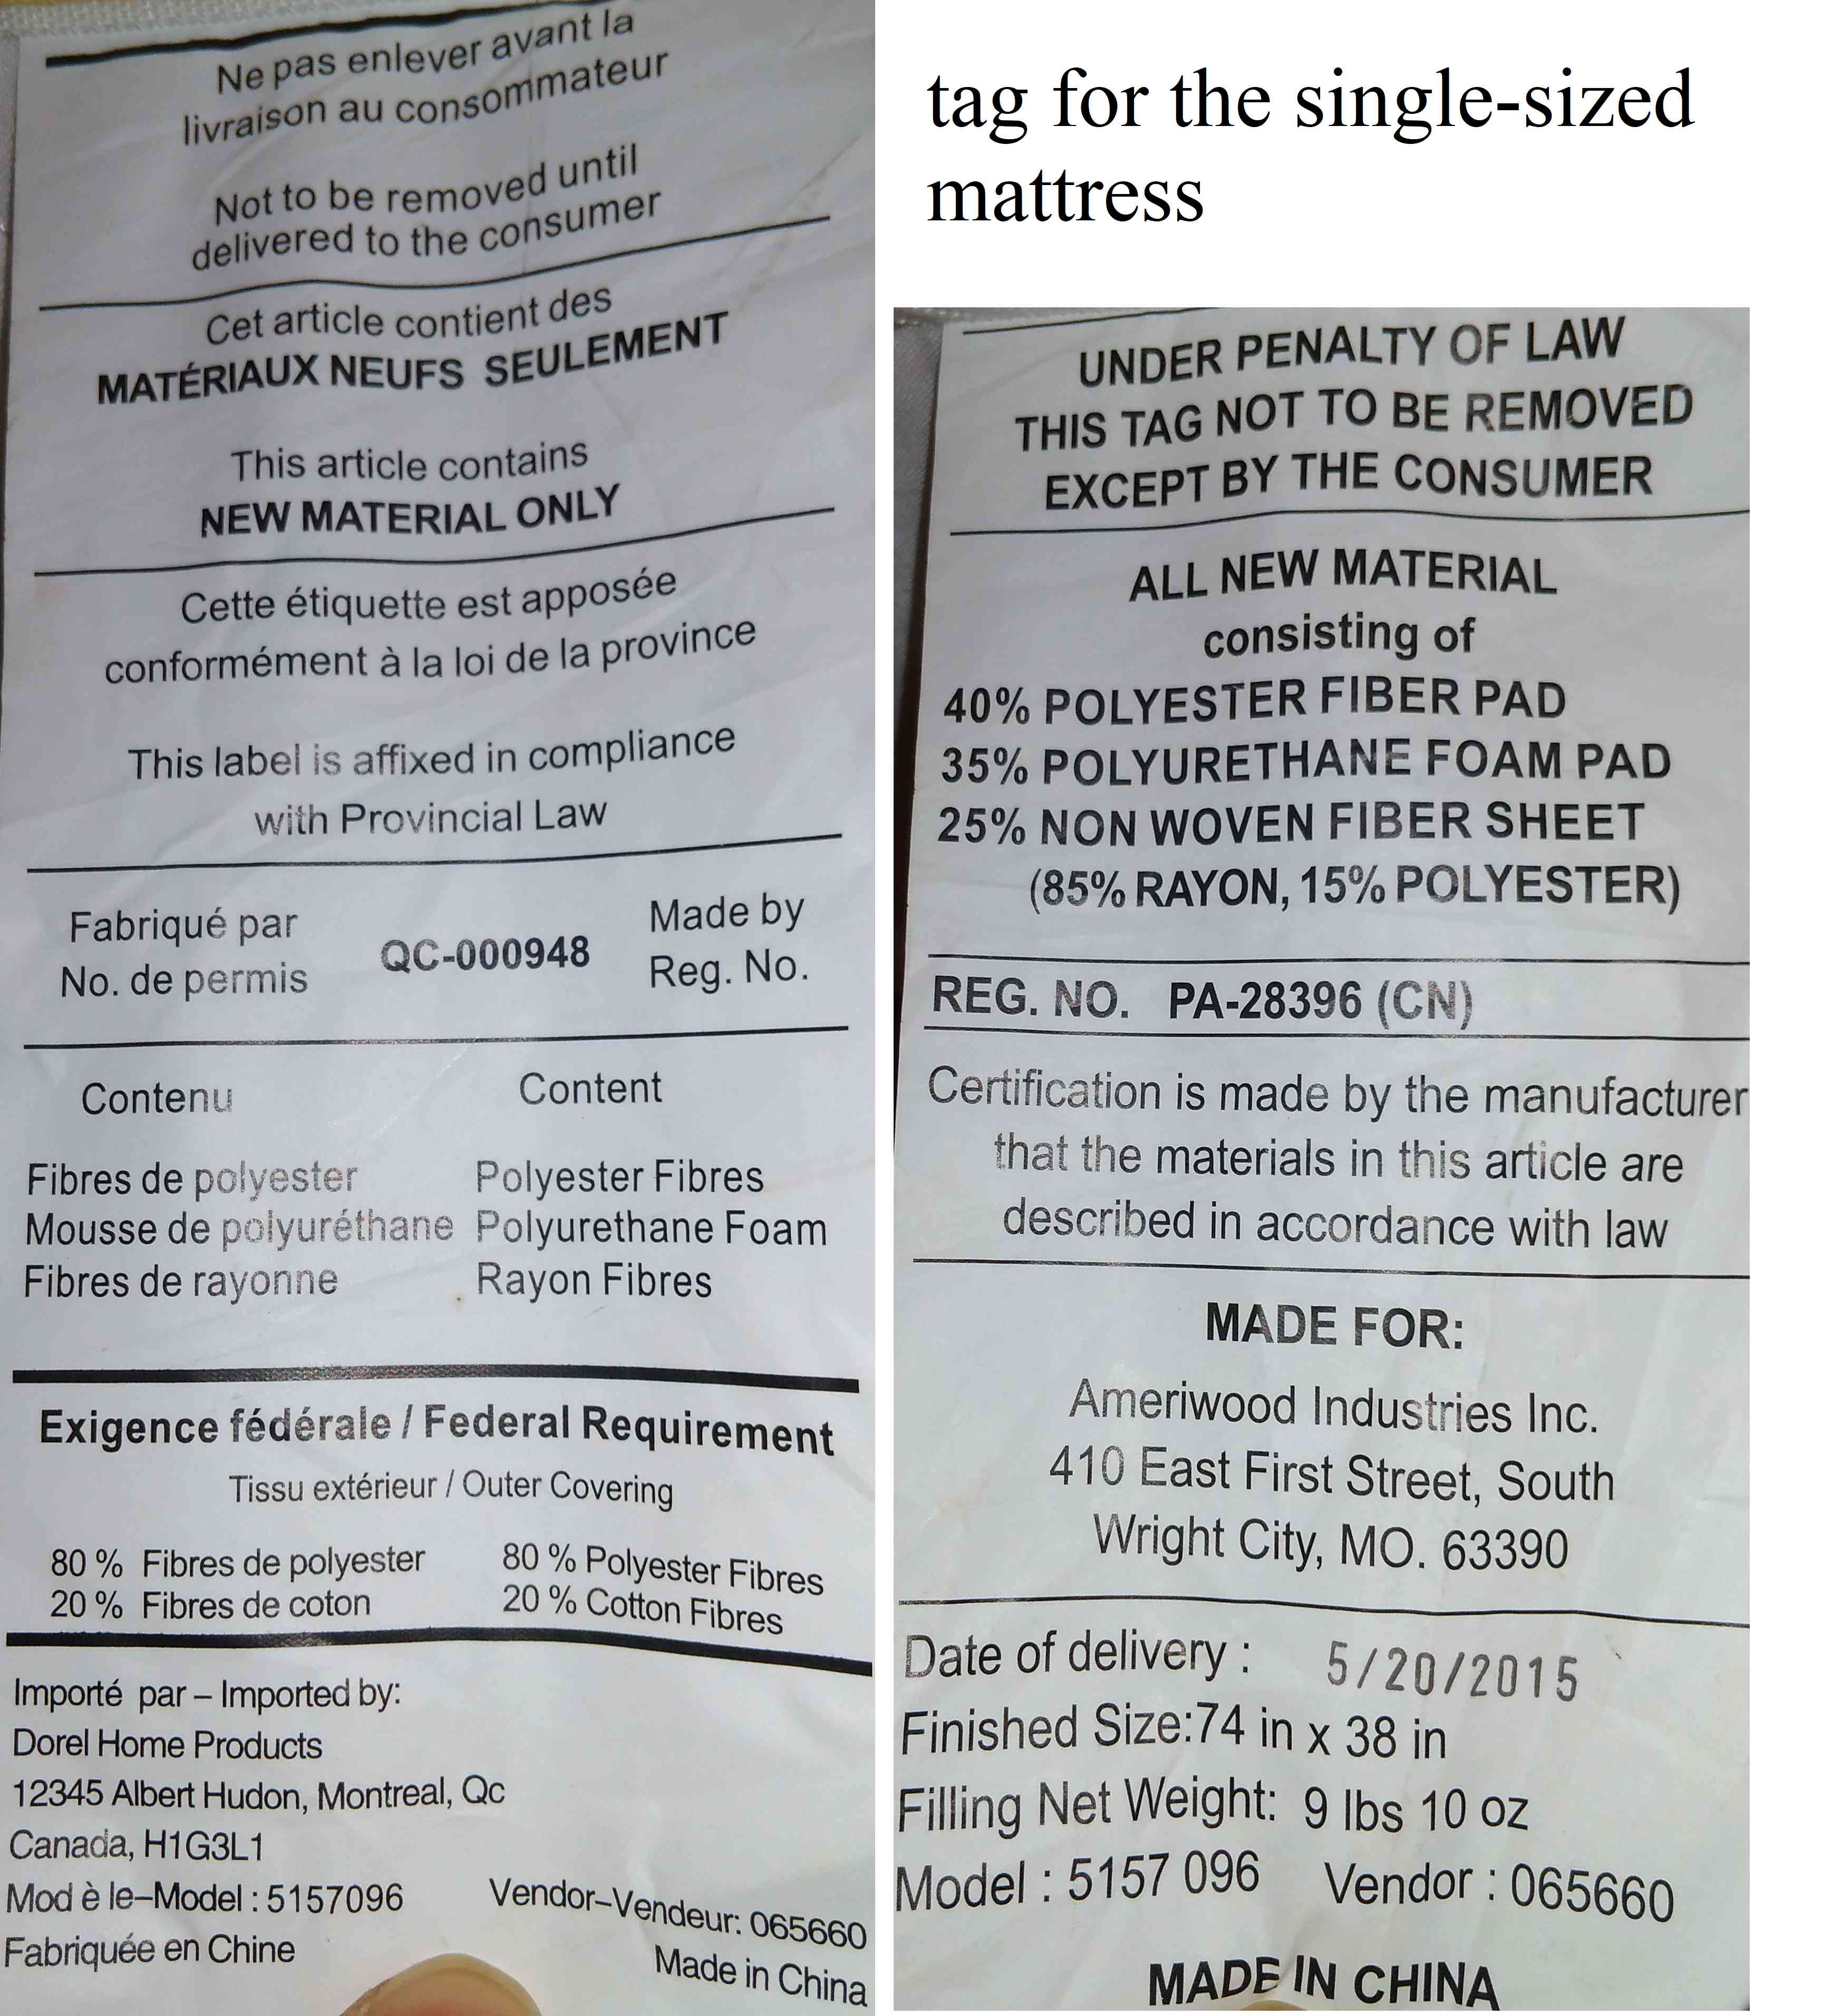 Ne pas enlever avant la
livraison au consommateur
Not to be removed until
delivered to the consumer
Cet article contient des
MATÉRIAUX NEUFS SEULEMENT
This article contains
NEW MATERIAL ONLY
Cette étiquette est apposée
conformément à la loi de la province
This label is affixed in compliance
with Provincial Law
Fabriqué par
No. de permis
QC-000948
Made by
Reg. No.
Contenu Content
Fibres de polyester Polyester Fibres
Mousse de polyuréthane Polyurethane Foam
Fibres de rayonne Rayon Fibres
Exigence fédérale / Federal Requirement
Tissu extérieur / Outer Covering
80 % Fibres de polyester 80 % Polyester Fibres
20 % Fibres de coton 20 % Cotton Fibres
Importé par – Imported by:
Dorel Home Products
12345 Albert Hudon, Montreal, Qc
Canada, H1G3L1
Mod è le–Model : 5157096 Vendor–Vendeur: 065660
Fabriquée en Chine Made in China
tag for the single-sized
mattress
UNDER PENALTY OF LAW
THIS TAG NOT TO BE REMOVED
EXCEPT BY THE CONSUMER
ALL NEW MATERIAL
consisting of
40% POLYESTER FIBER PAD
35% POLYURETHANE FOAM PAD
25% NON WOVEN FIBER SHEET
(85% RAYON, 15% POLYESTER)
REG. NO. PA-28396 (CN)
Certification is made by the manufacturer
that the materials in this article are
described in accordance with law
MADE FOR:
Ameriwood Industries Inc.
410 East First Street, South
Wright City, MO. 63390
Date of delivery : 5/20/2015
Finished Size:74 in x 38 in
Filling Net Weight: 9 lbs 10 oz
Model : 5157 096 Vendor : 065660
MADE IN CHINA